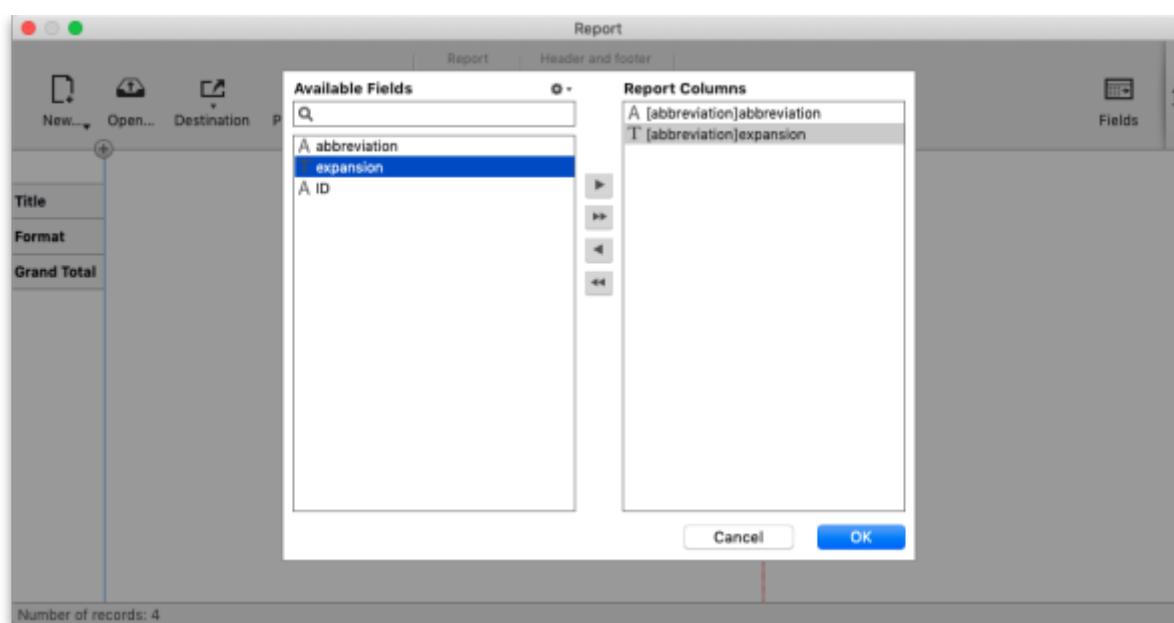 Report
Report Header and footer
New... Open... Destination P
Fields
Available Fields
Report Columns
A abbreviation
T expansion
A ID
A [abbreviation]abbreviation
T [abbreviation]expansion
Title
Format
Grand Total
Cancel OK
Number of records: 4